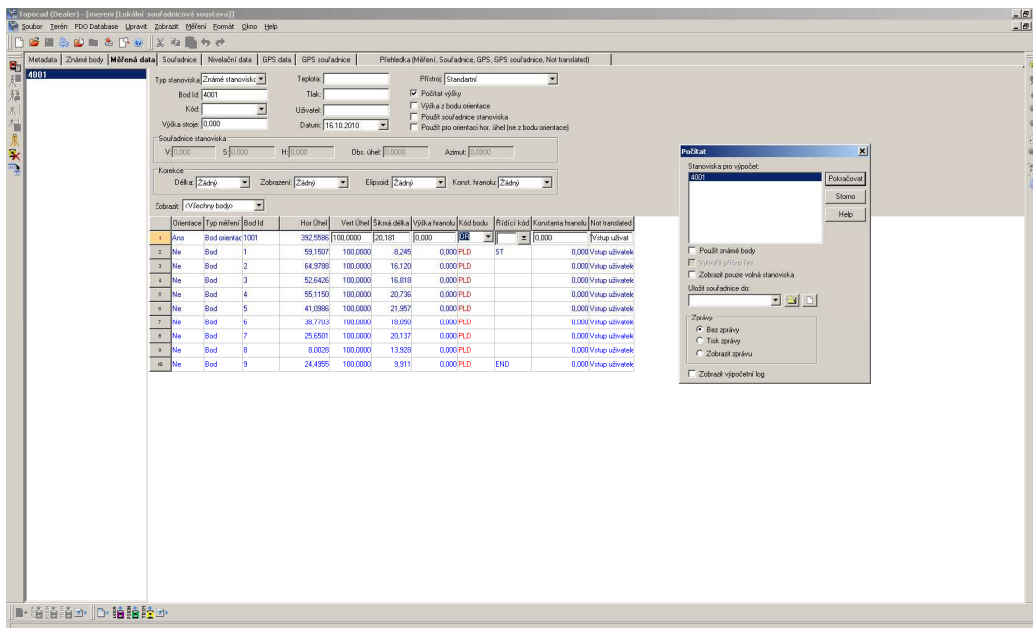 Topocad (Dealer) - [mereni [Lokální souřadnicová soustava]]
Soubor Terén FDO Database Upravit Zobrazit Měření Formát Okno Help
Metadata Známé body Měřená data Souřadnice Nivelační data GPS data GPS souřadnice Přehledka (Měření, Souřadnice, GPS, GPS souřadnice, Not translated)
4001
Typ stanoviska Známé stanovisko Teplota: Přístroj: Standartní
Bod Id: 4001 Tlak: Počítat výšky
Kód: Uživatel: Výška z bodu orientace
Použít souřadnice stanoviska
Výška stroje: 0,000 Datum: 16.10.2010 Použít pro orientaci hor. úhel (ne z bodu orientace)
Souřadnice stanoviska
V: 0,000 S: 0,000 H: 0,000 Obs. úhel: 0,0000 Azimut: 0,0000
Korekce
Délka: Žádný Zobrazení: Žádný Elipsoid: Žádný Konst. hranolu: Žádný
Zobrazit: <Všechny body>
Orientace Typ měření Bod Id Hor Úhel Vert Úhel Šikmá délka Výška hranolu Kód bodu Řídící kód Konstanta hranolu Not translated
1 Ano Bod orientac 1001 392,5586 100,0000 20,181 0,000 OR 0,000 Vstup uživat
2 Ne Bod 1 59,1507 100,0000 8,245 0,000 PLD ST 0,000 Vstup uživatele
3 Ne Bod 2 64,9788 100,0000 16,120 0,000 PLD 0,000 Vstup uživatele
4 Ne Bod 3 52,6426 100,0000 16,818 0,000 PLD 0,000 Vstup uživatele
5 Ne Bod 4 55,1150 100,0000 20,736 0,000 PLD 0,000 Vstup uživatele
6 Ne Bod 5 41,0986 100,0000 21,957 0,000 PLD 0,000 Vstup uživatele
7 Ne Bod 6 38,7703 100,0000 18,050 0,000 PLD 0,000 Vstup uživatele
8 Ne Bod 7 25,6501 100,0000 20,137 0,000 PLD 0,000 Vstup uživatele
9 Ne Bod 8 8,0028 100,0000 13,928 0,000 PLD 0,000 Vstup uživatele
10 Ne Bod 9 24,4955 100,0000 9,911 0,000 PLD END 0,000 Vstup uživatele
Počítat
Stanoviska pro výpočet:
4001
Pokračovat
Storno
Help
Použít známé body
Vytvořit příčný řez
Zobrazit pouze volná stanoviska
Uložit souřadnice do:
Zprávy
Bez zprávy
Tisk zprávy
Zobrazit zprávu
Zobrazit výpočetní log